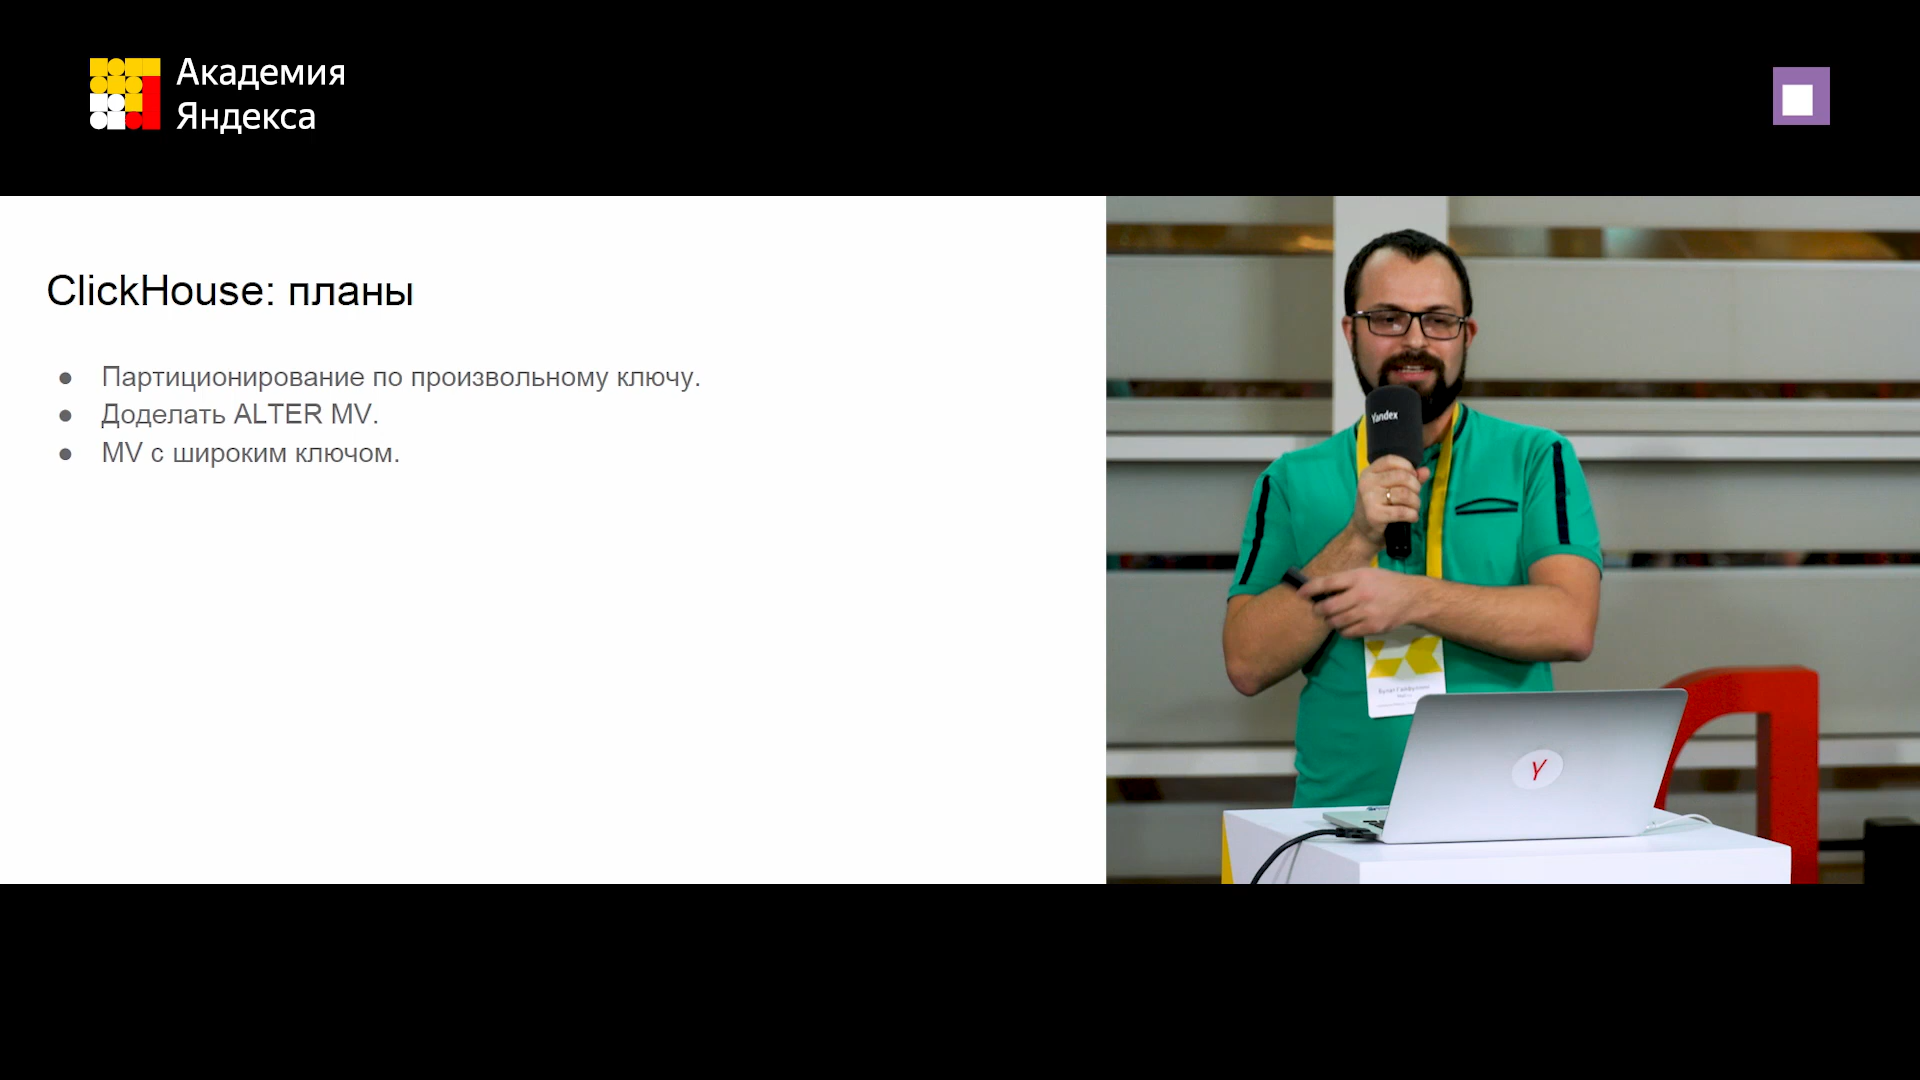 Академия
Яндекса
ClickHouse: планы
Партиционирование по произвольному ключу.
Доделать ALTER MV.
MV с широким ключом.
Yandex
Y